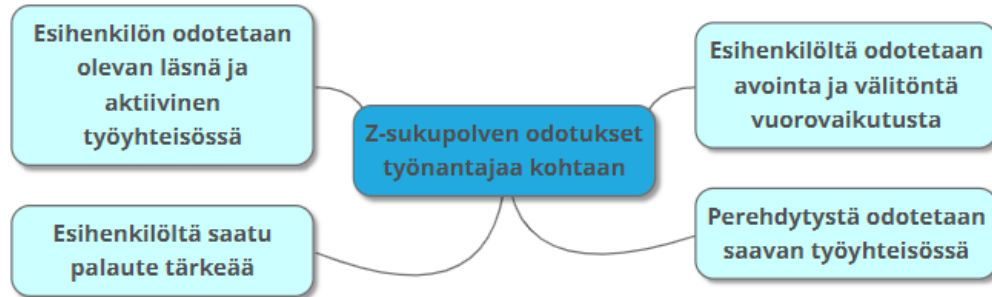 Esihenkilön odotetaan
olevan läsnä ja
aktiivinen
työyhteisössä
Esihenkilöltä odotetaan
avointa ja välitöntä
vuorovaikutusta
Z-sukupolven odotukset
työnantajaa kohtaan
Esihenkilöltä saatu
palaute tärkeää
Perehdytystä odotetaan
saavan työyhteisössä